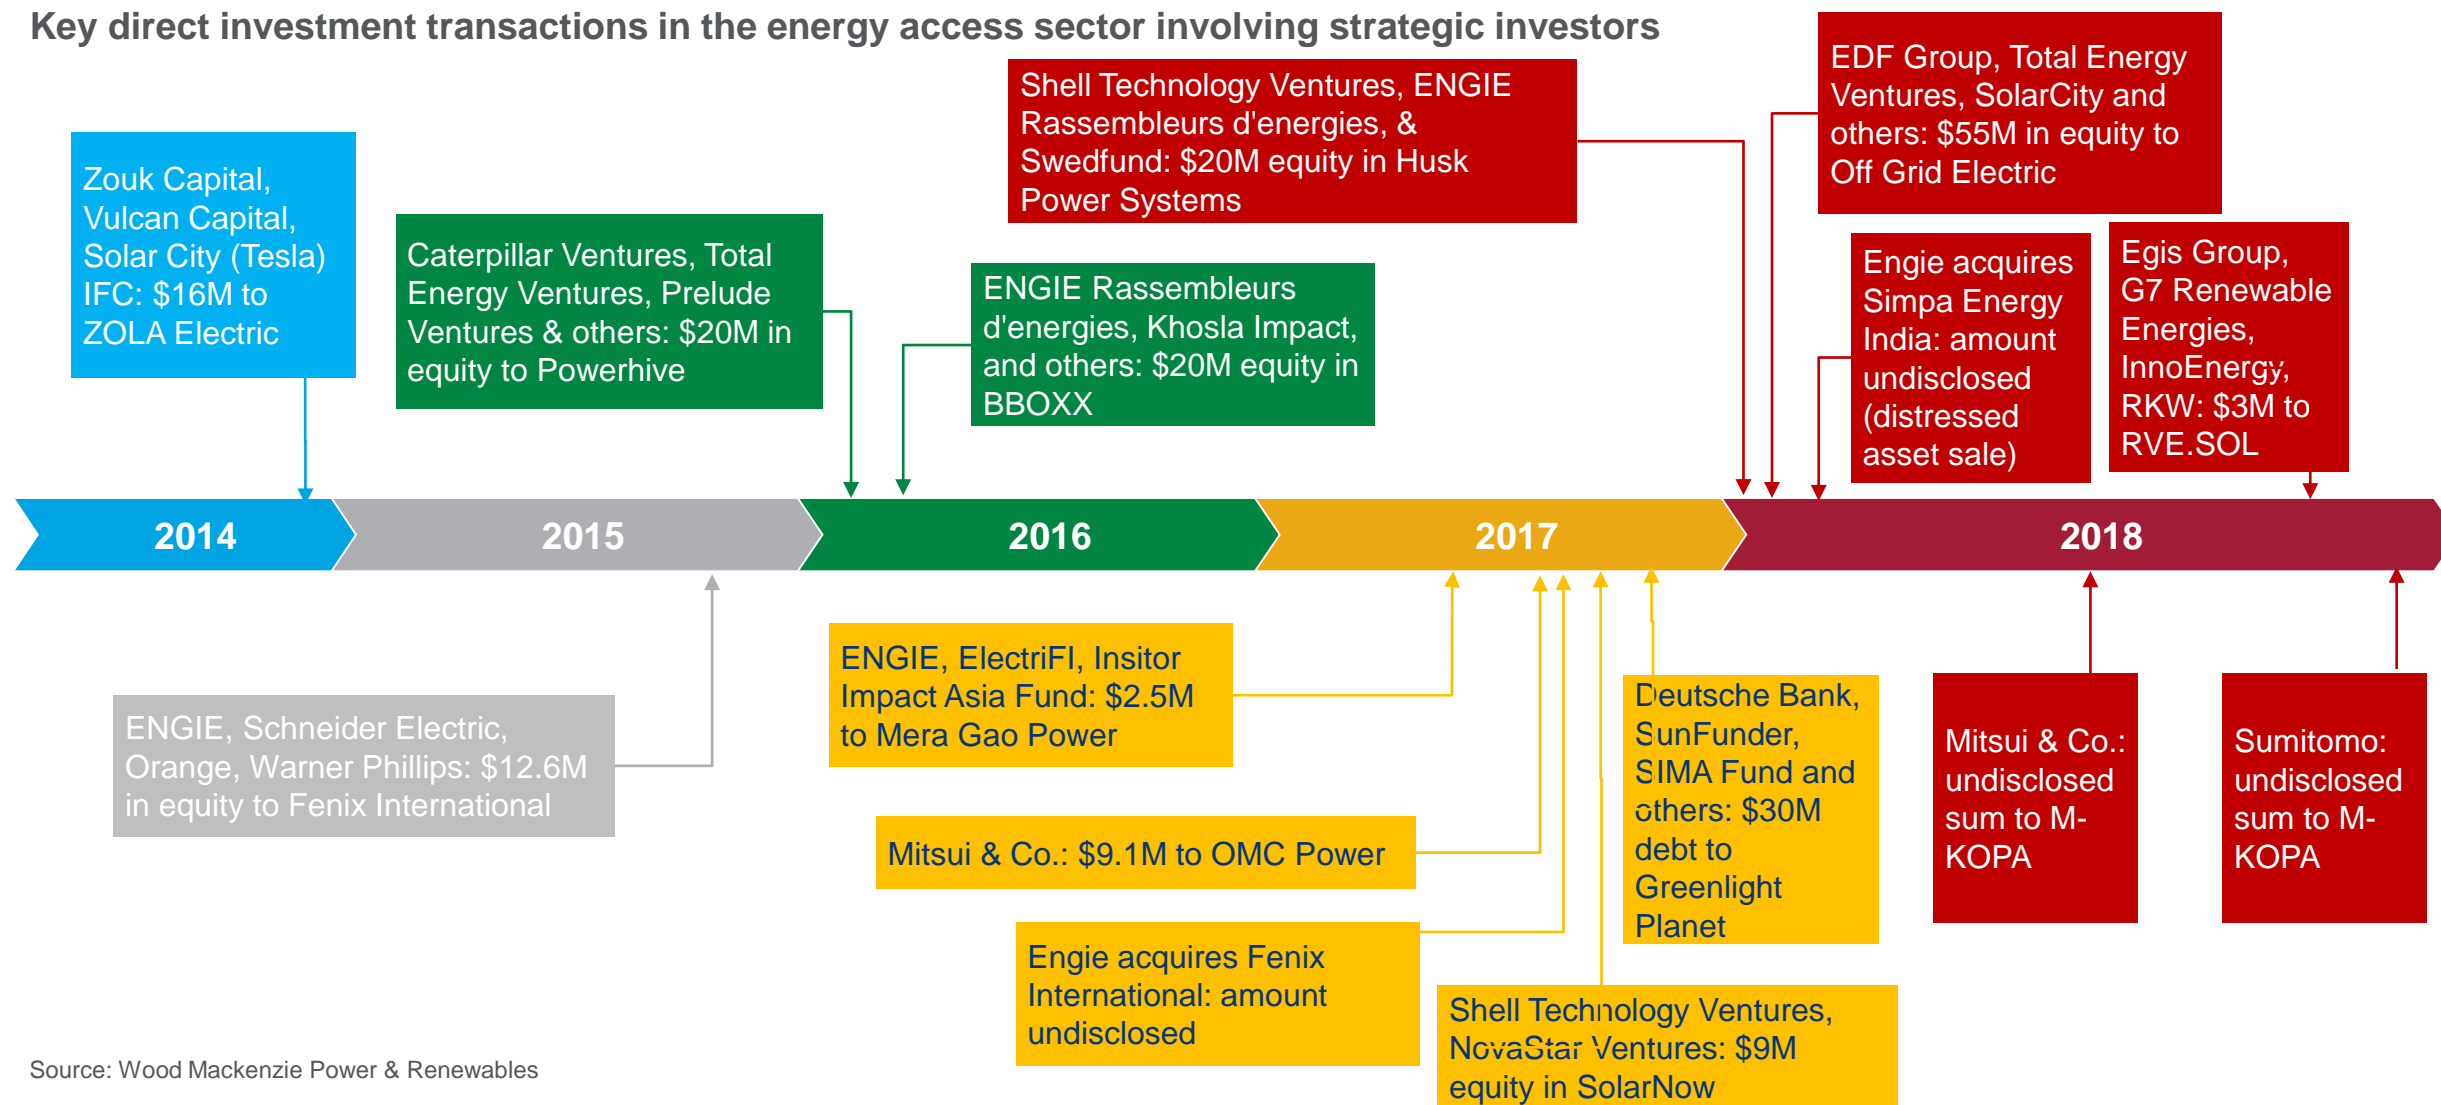 Key direct investment transactions in the energy access sector involving strategic investors
Zouk Capital,
Vulcan Capital,
Solar City (Tesla)
IFC: $16M to
ZOLA Electric
Caterpillar Ventures, Total
Energy Ventures, Prelude
Ventures & others: $20M in
equity to Powerhive
ENGIE Rassembleurs
d'energies, Khosla Impact,
and others: $20M equity in
BBOXX
Shell Technology Ventures, ENGIE
Rassembleurs d'energies, &
Swedfund: $20M equity in Husk
Power Systems
EDF Group, Total Energy
Ventures, SolarCity and
others: $55M in equity to
Off Grid Electric
Engie acquires
Simpa Energy
India: amount
undisclosed
(distressed
asset sale)
Egis Group,
G7 Renewable
Energies,
InnoEnergy,
RKW: $3M to
RVE.SOL
2014
2015
2016
2017
2018
ENGIE, Schneider Electric,
Orange, Warner Phillips: $12.6M
in equity to Fenix International
ENGIE, ElectriFI, Insitor
Impact Asia Fund: $2.5M
to Mera Gao Power
Mitsui & Co.: $9.1M to OMC Power
Engie acquires Fenix
International: amount
undisclosed
Shell Technology Ventures,
NovaStar Ventures: $9M
equity in SolarNow
Deutsche Bank,
SunFunder,
SIMA Fund and
others: $30M
debt to
Greenlight
Planet
Mitsui & Co.:
undisclosed
sum to M-
KOPA
Sumitomo:
undisclosed
sum to M-
KOPA
Source: Wood Mackenzie Power & Renewables